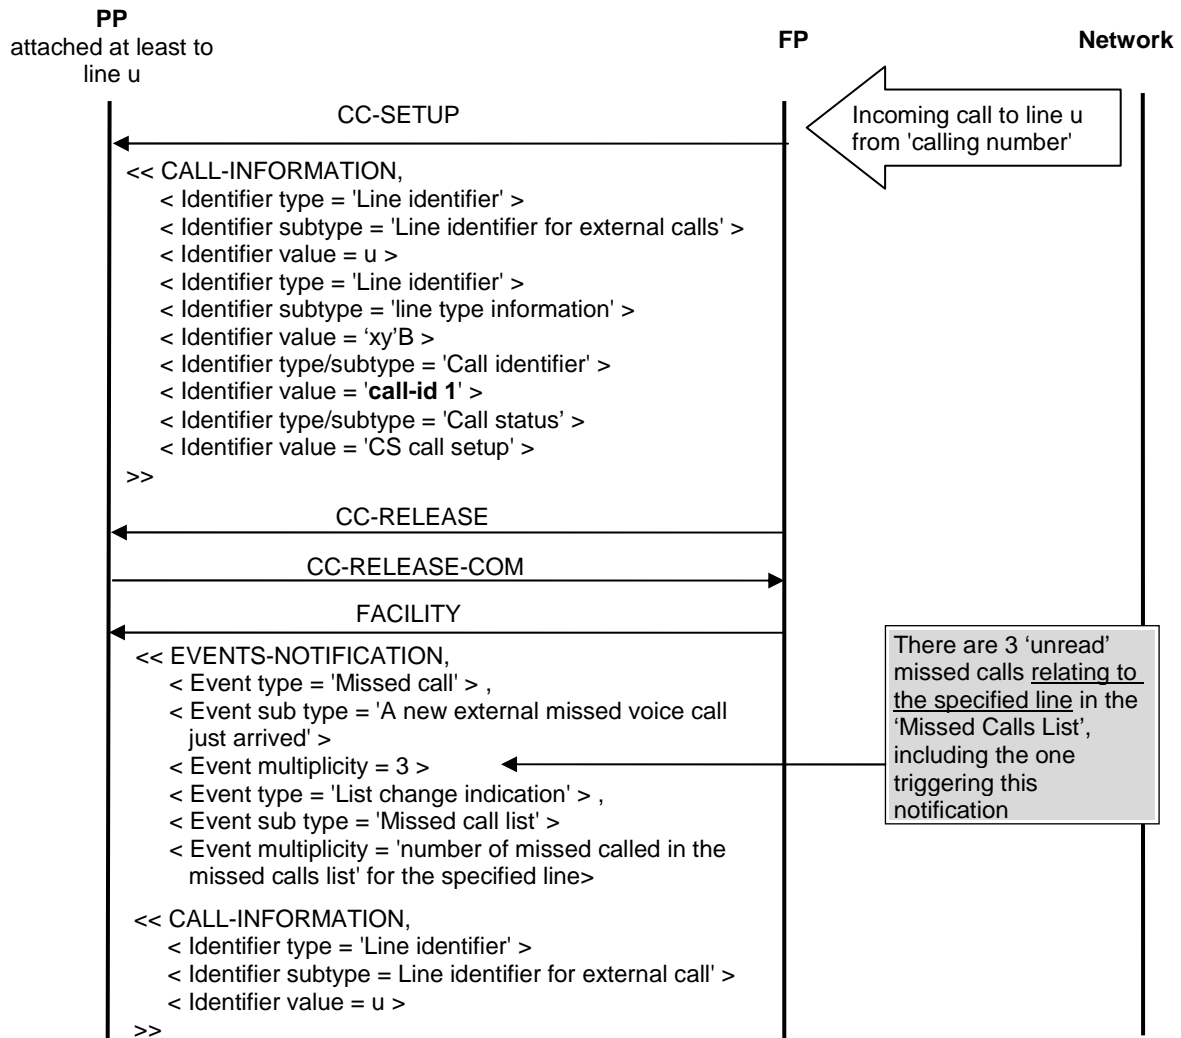 PP
attached at least to
line u
FP
Network
Incoming call to line u
from 'calling number'
CC-SETUP
<< CALL-INFORMATION,
< Identifier type = 'Line identifier' >
< Identifier subtype = 'Line identifier for external calls' >
< Identifier value = u >
< Identifier type = 'Line identifier' >
< Identifier subtype = 'line type information' >
< Identifier value = ‘xy’B >
< Identifier type/subtype = 'Call identifier' >
< Identifier value = 'call-id 1' >
< Identifier type/subtype = 'Call status’ >
< Identifier value = 'CS call setup' >
>>
CC-RELEASE
CC-RELEASE-COM
FACILITY
<< EVENTS-NOTIFICATION,
< Event type = 'Missed call' > ,
< Event sub type = 'A new external missed voice call
just arrived' >
< Event multiplicity = 3 >
< Event type = 'List change indication' > ,
< Event sub type = 'Missed call list' >
< Event multiplicity = 'number of missed called in the
missed calls list' for the specified line>
There are 3 ‘unread’
missed calls relating to
the specified line in the
‘Missed Calls List’,
including the one
triggering this
notification
<< CALL-INFORMATION,
< Identifier type = 'Line identifier' >
< Identifier subtype = Line identifier for external call' >
< Identifier value = u >
>>